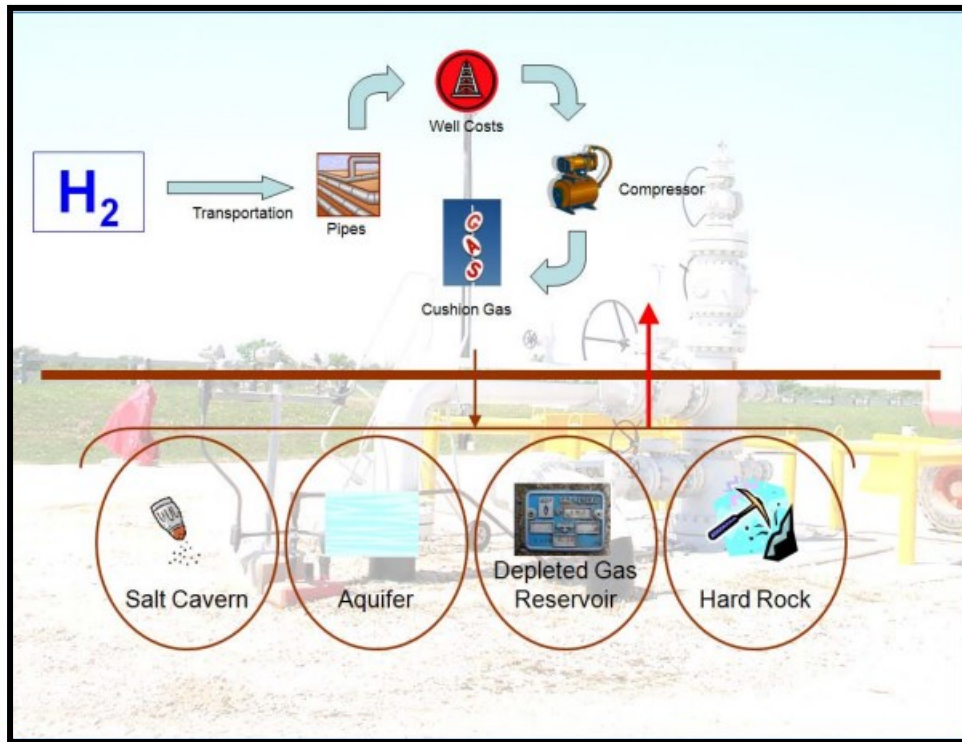 Well Costs
H₂
Transportation
Pipes
Compressor
GAS
Cushion Gas
Salt Cavern
Aquifer
Depleted Gas
Reservoir
Hard Rock